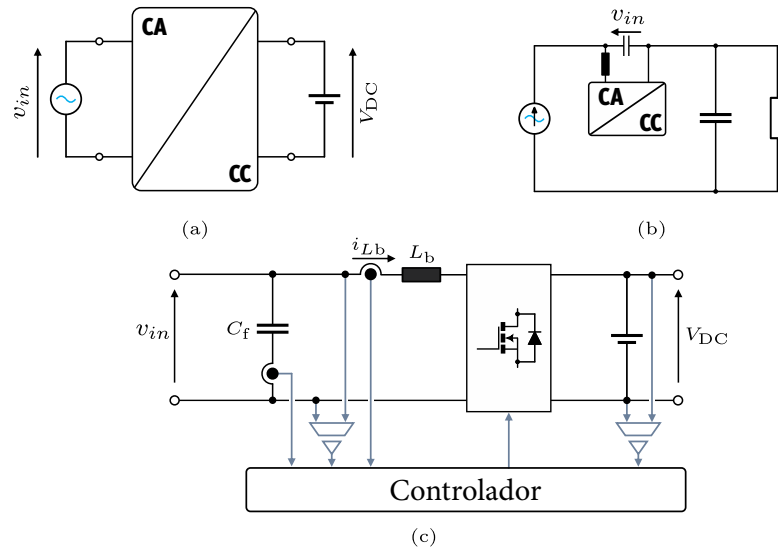 CA
v_in
V_DC
CC
(a)
v_in
CA
CC
(b)
i_Lb
L_b
v_in
C_f
V_DC
Controlador
(c)